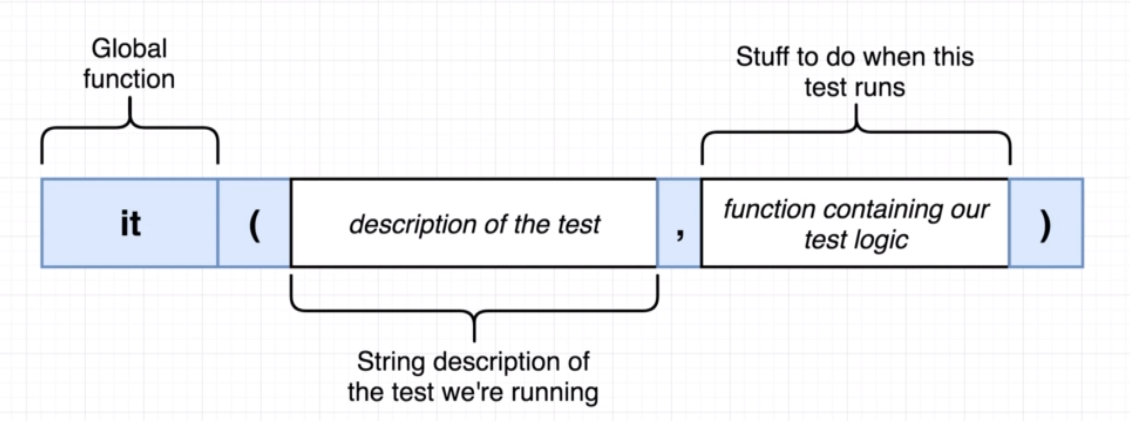 Global
function
Stuff to do when this
test runs
it ( description of the test , function containing our
test logic )
String description of
the test we're running